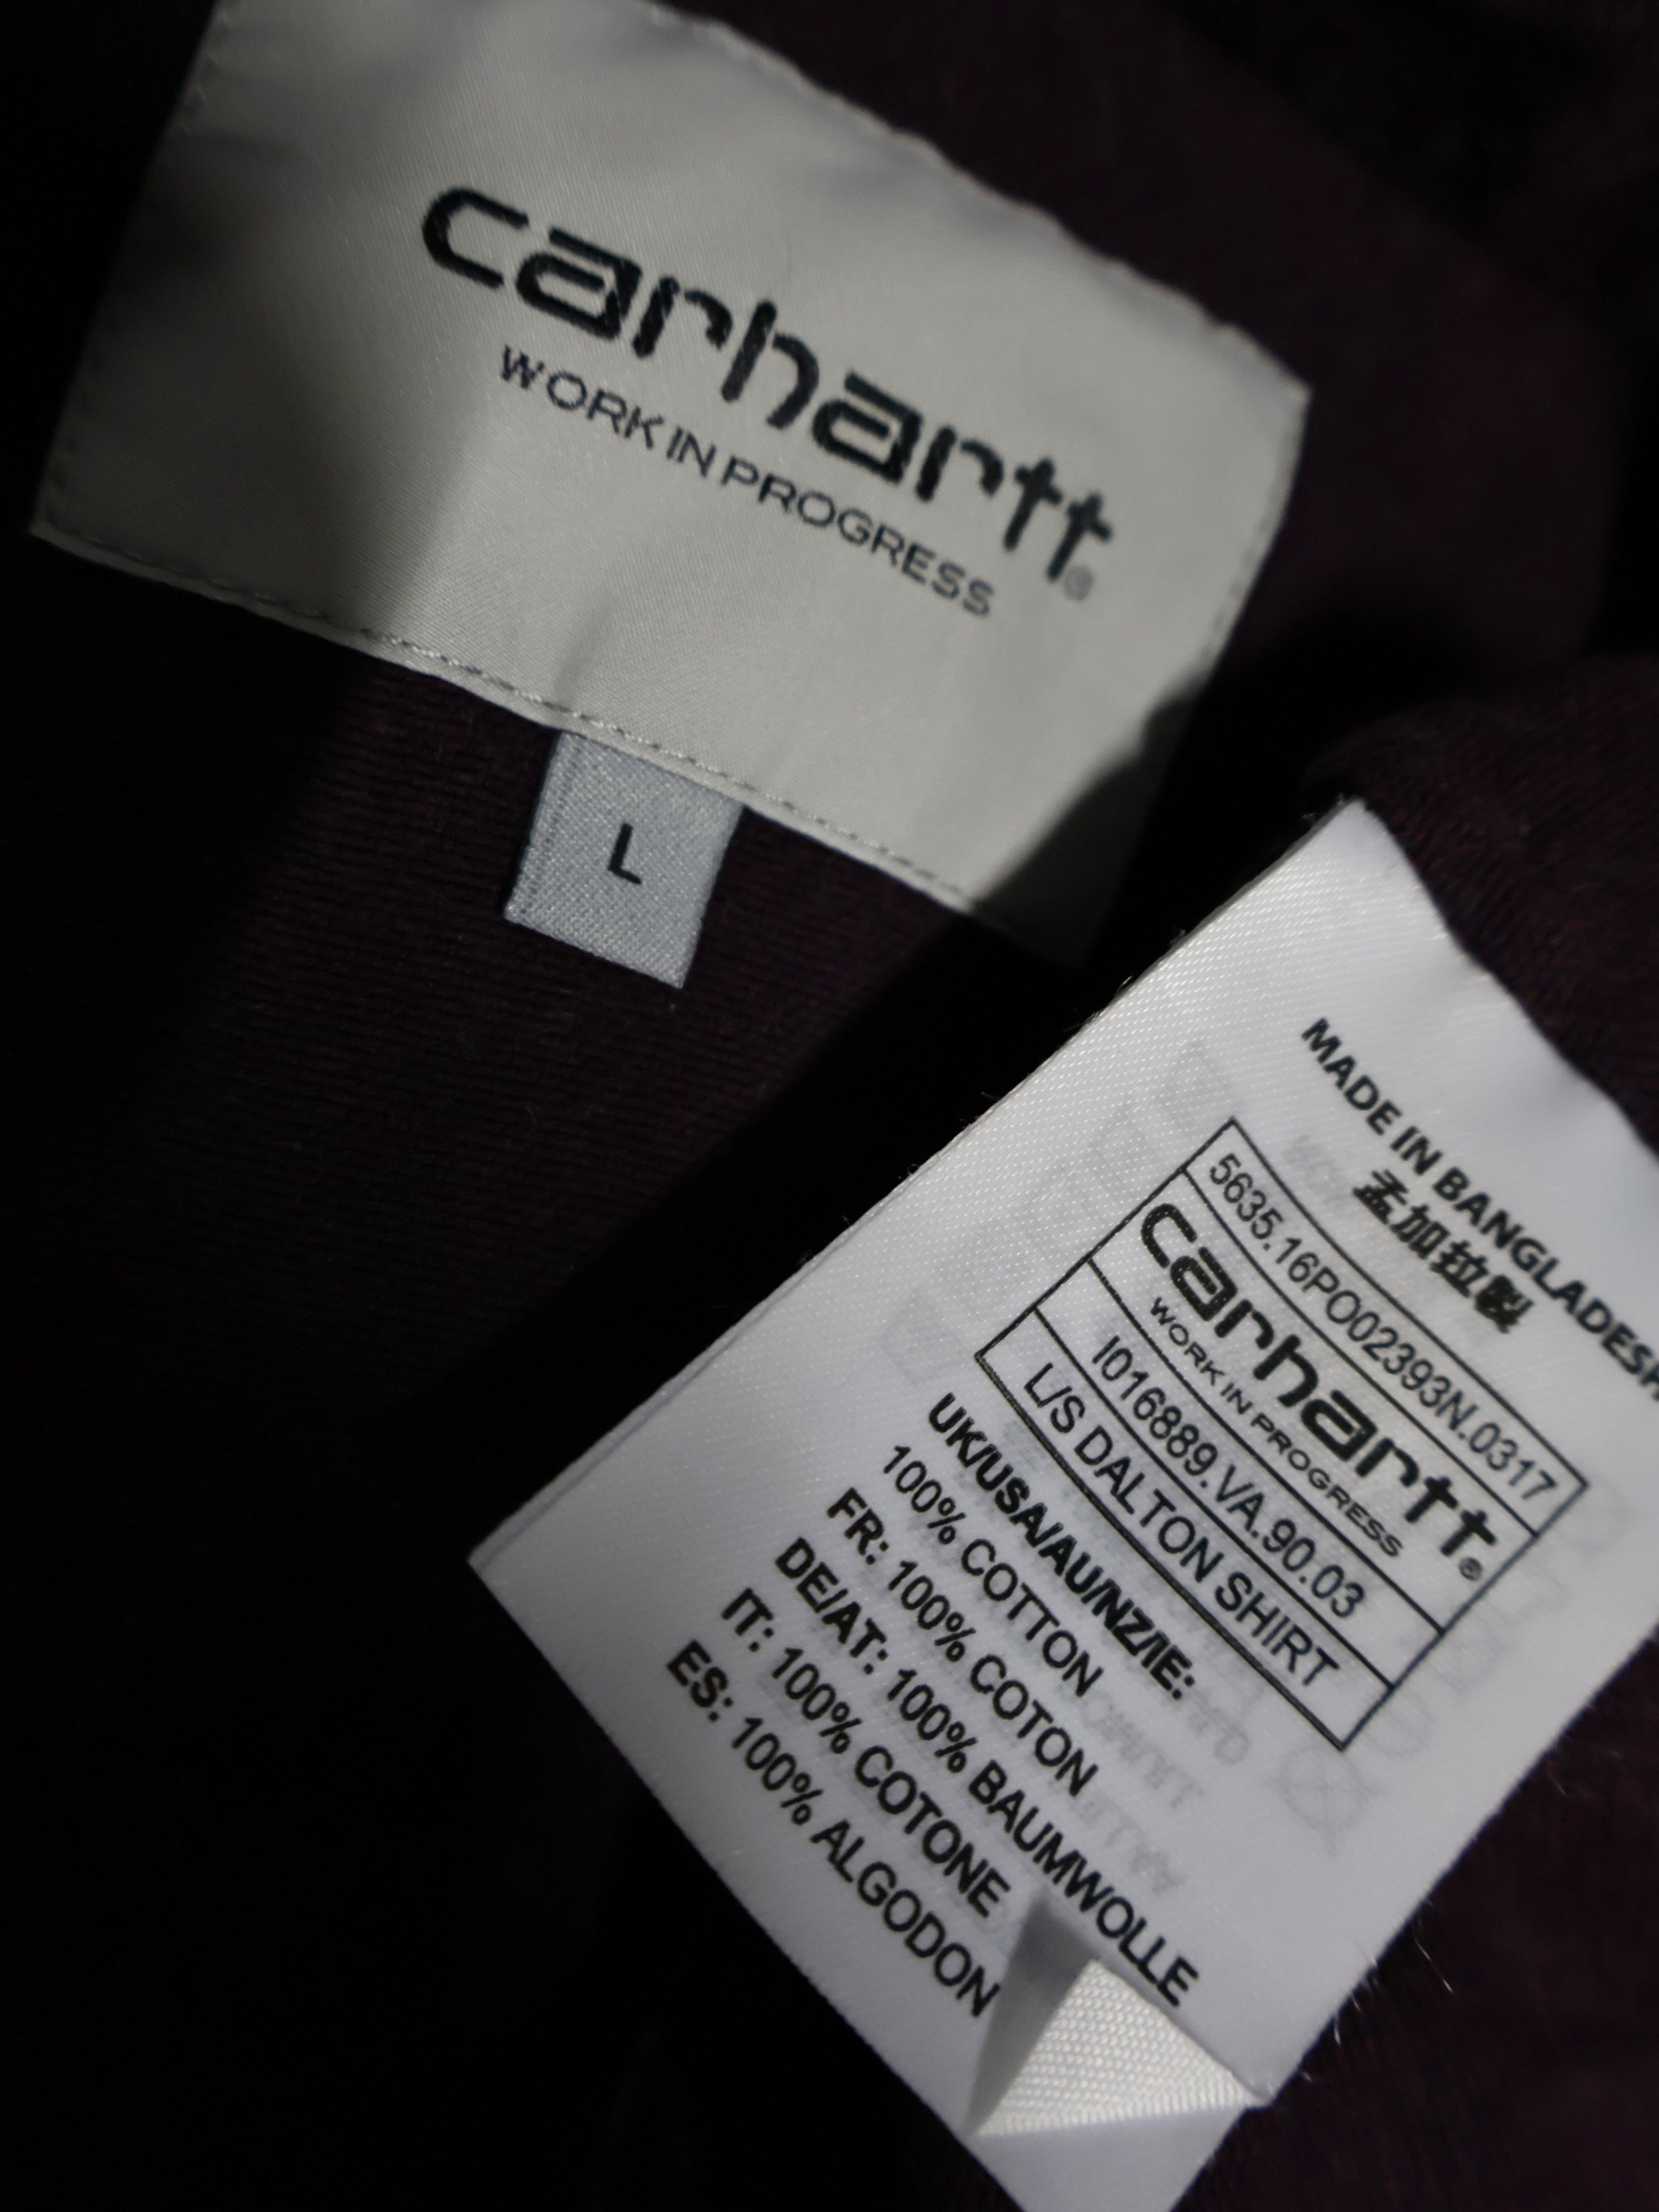 carhartt®
WORK IN PROGRESS
L
MADE IN BANGLADESH
孟加拉製
5635.16PO02393N.0317
carhartt®
WORK IN PROGRESS
I016889.VA.90.03
L/S DALTON SHIRT
UK/USA/AU/NZ/IE:
100% COTTON
FR: 100% COTON
DE/AT: 100% BAUMWOLLE
IT: 100% COTONE
ES: 100% ALGODON